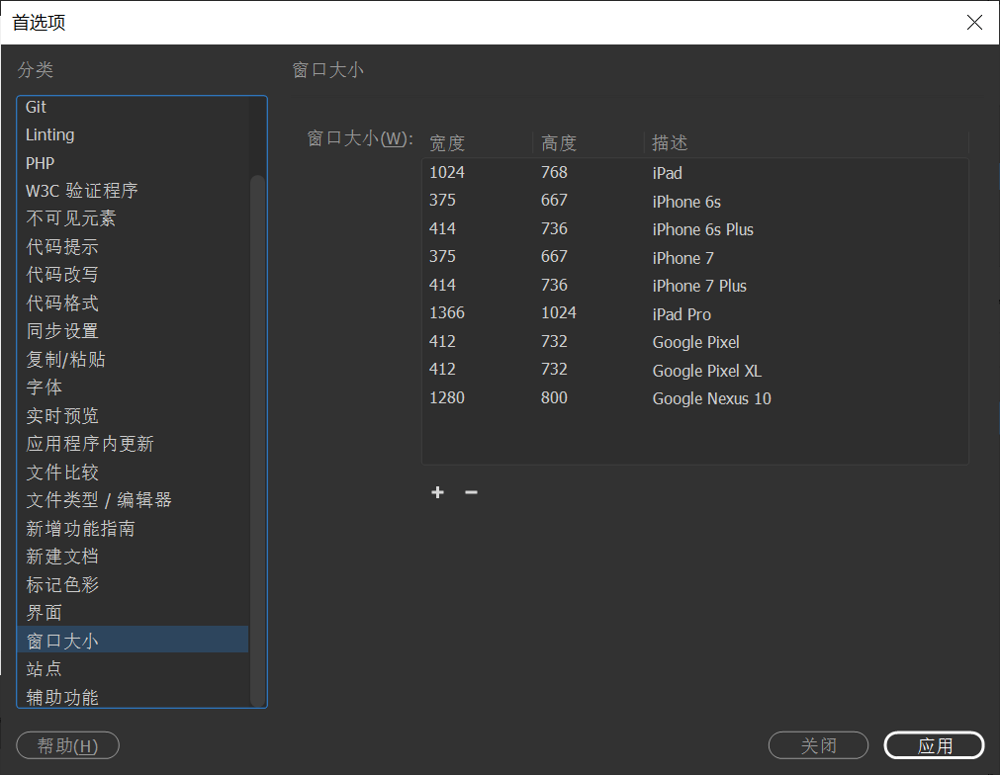 首选项
分类
Git
Linting
PHP
W3C 验证程序
不可见元素
代码提示
代码改写
代码格式
同步设置
复制/粘贴
字体
实时预览
应用程序内更新
文件比较
文件类型 / 编辑器
新增功能指南
新建文档
标记色彩
界面
窗口大小
站点
辅助功能
窗口大小
窗口大小(W):
宽度 高度 描述
1024 768 iPad
375 667 iPhone 6s
414 736 iPhone 6s Plus
375 667 iPhone 7
414 736 iPhone 7 Plus
1366 1024 iPad Pro
412 732 Google Pixel
412 732 Google Pixel XL
1280 800 Google Nexus 10
帮助(H) 关闭 应用